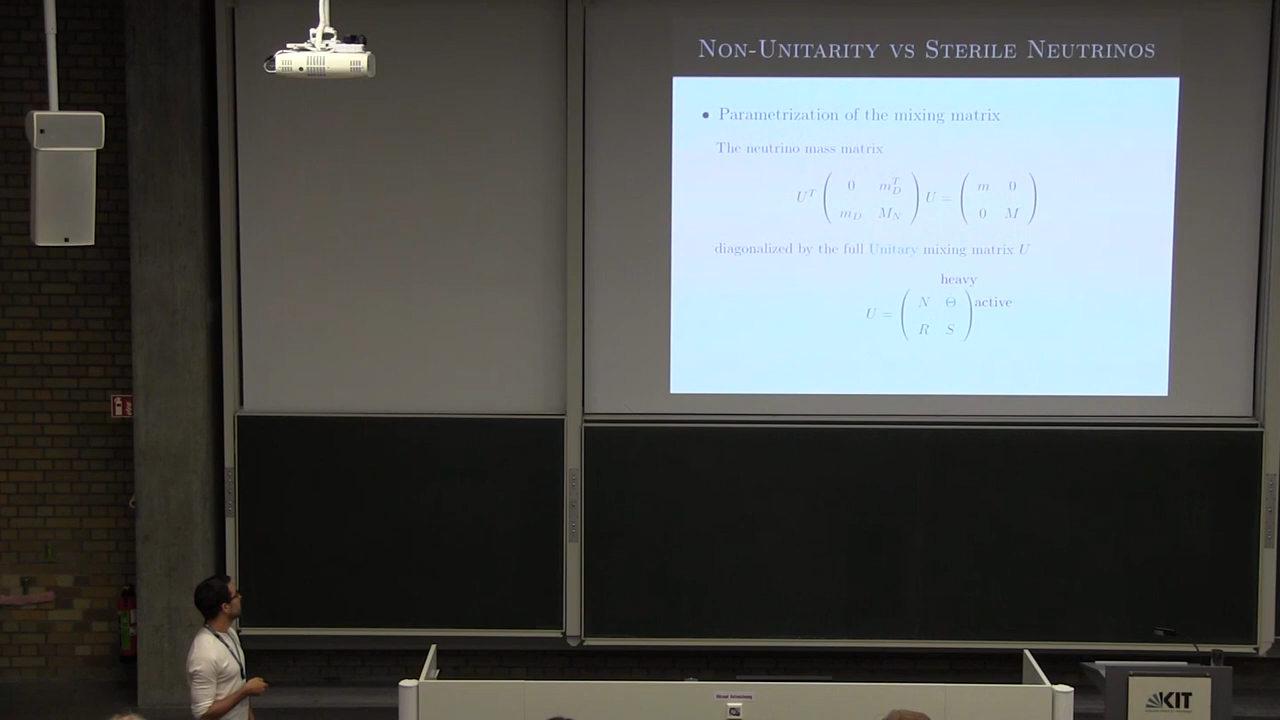 NON-UNITARITY VS STERILE NEUTRINOS
• Parametrization of the mixing matrix
The neutrino mass matrix
U^T ( 0 m_D^T ; m_D M_N ) U = ( m 0 ; 0 M )
diagonalized by the full Unitary mixing matrix U
heavy
U = ( N Θ ; R S ) active
KIT